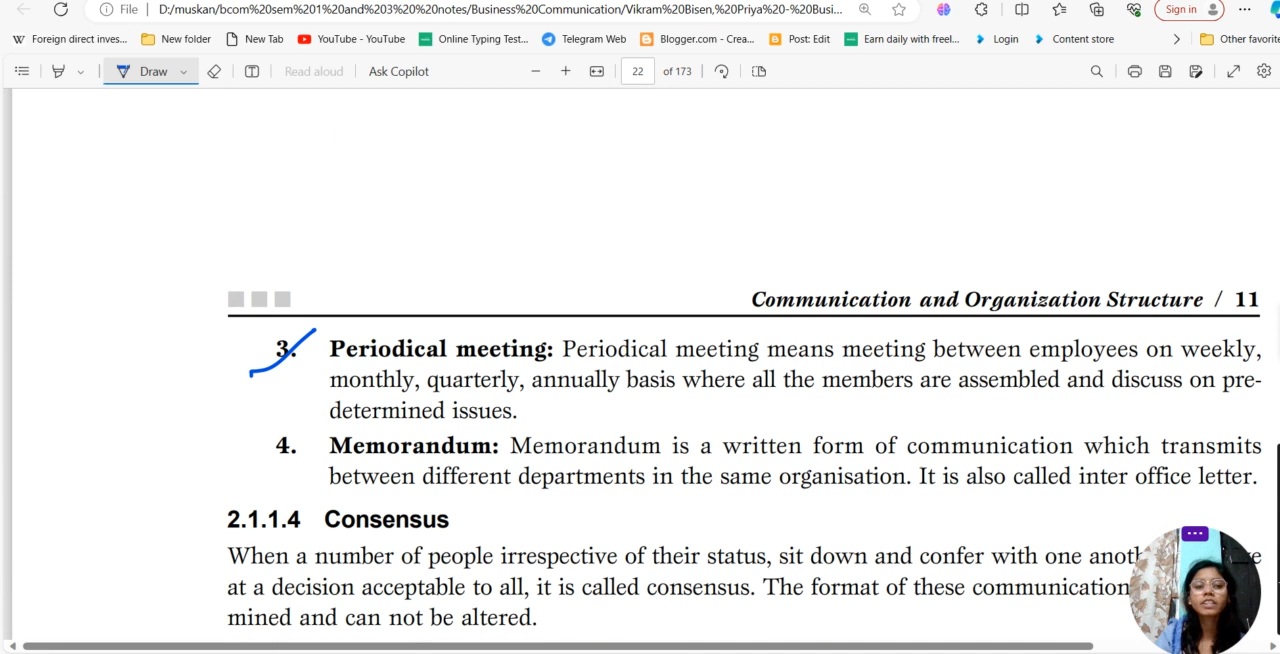 File D:/muskan/bcom%20sem%201%20and%203%20%20notes/Business%20Communication/Vikram%20Bisen,%20Priya%20-%20Busi... Sign in
Foreign direct inves... New folder New Tab YouTube - YouTube Online Typing Test... Telegram Web Blogger.com - Crea... Post: Edit Earn daily with freel... Login Content store Other favorite
Draw Read aloud Ask Copilot 22 of 173
Communication and Organization Structure / 11
3. Periodical meeting: Periodical meeting means meeting between employees on weekly,
monthly, quarterly, annually basis where all the members are assembled and discuss on pre-
determined issues.
4. Memorandum: Memorandum is a written form of communication which transmits
between different departments in the same organisation. It is also called inter office letter.
2.1.1.4 Consensus
When a number of people irrespective of their status, sit down and confer with one
at a decision acceptable to all, it is called consensus. The format of these communication
mined and can not be altered.